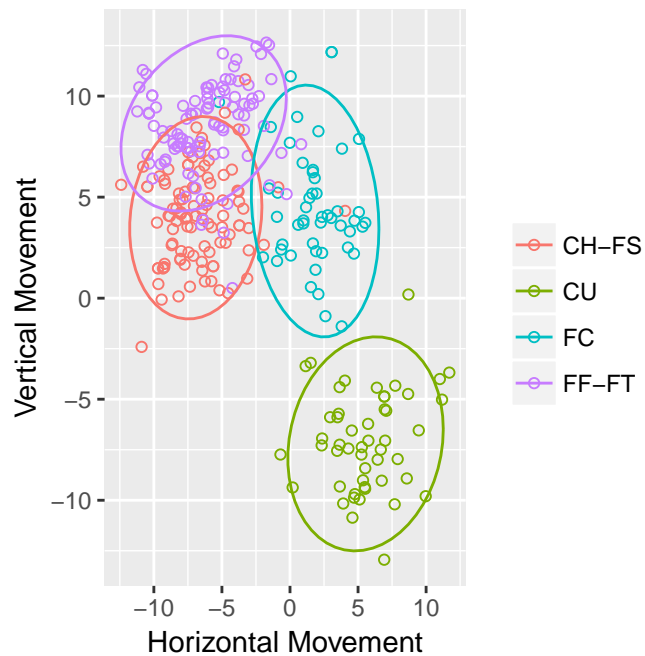 Vertical Movement
10
5
0
−5
−10
−10 −5 0 5 10
Horizontal Movement
CH−FS
CU
FC
FF−FT